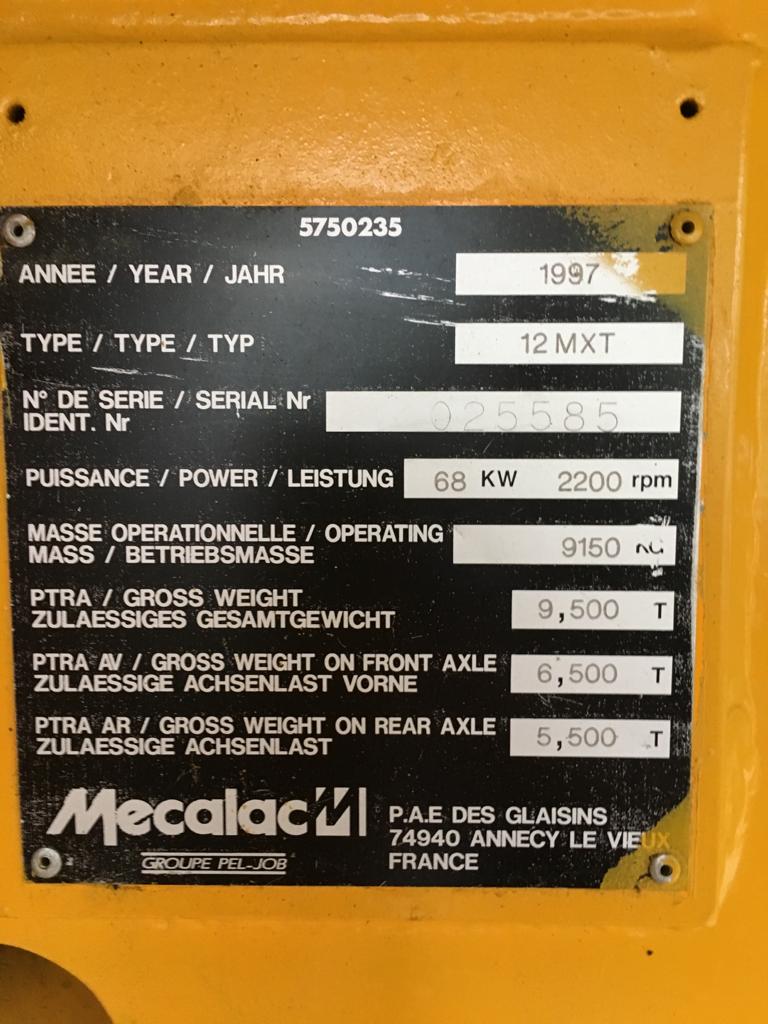 5750235
ANNEE / YEAR / JAHR 1997
TYPE / TYPE / TYP 12 MXT
N° DE SERIE / SERIAL Nr
IDENT. Nr 025585
PUISSANCE / POWER / LEISTUNG 68 KW 2200 rpm
MASSE OPERATIONNELLE / OPERATING
MASS / BETRIEBSMASSE 9150
PTRA / GROSS WEIGHT
ZULAESSIGES GESAMTGEWICHT 9,500 T
PTRA AV / GROSS WEIGHT ON FRONT AXLE
ZULAESSIGE ACHSENLAST VORNE 6,500 T
PTRA AR / GROSS WEIGHT ON REAR AXLE
ZULAESSIGE ACHSENLAST 5,500 T
Mecalac
GROUPE PEL-JOB
P.A.E DES GLAISINS
74940 ANNECY LE VIEUX
FRANCE